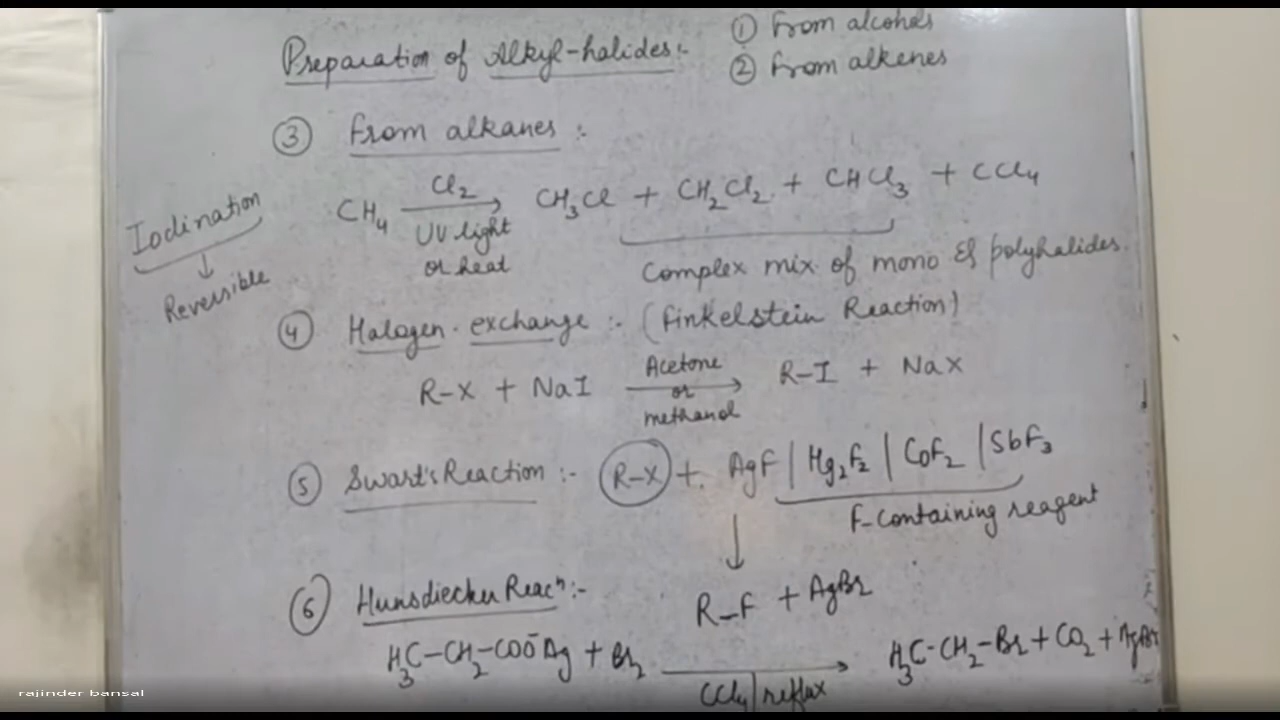 Preparation of Alkyl-halides :-
① From alcohols
② From alkenes
③ From alkanes :-
CH₄ —Cl₂ / UV light or heat→ CH₃Cl + CH₂Cl₂ + CHCl₃ + CCl₄
Complex mix of mono & polyhalides.
Iodination
↓
Reversible
④ Halogen exchange :- (Finkelstein Reaction)
R-X + NaI —Acetone or methanol→ R-I + NaX
⑤ Swart's Reaction :- R-X + AgF | Hg₂F₂ | CoF₂ | SbF₃
F-containing reagent
↓
R-F + AgBr
⑥ Hunsdiecker Reacⁿ :-
H₃C-CH₂-COO⁻Ag + Br₂ —CCl₄ / reflux→ H₃C-CH₂-Br + CO₂ + AgBr
rajinder bansal